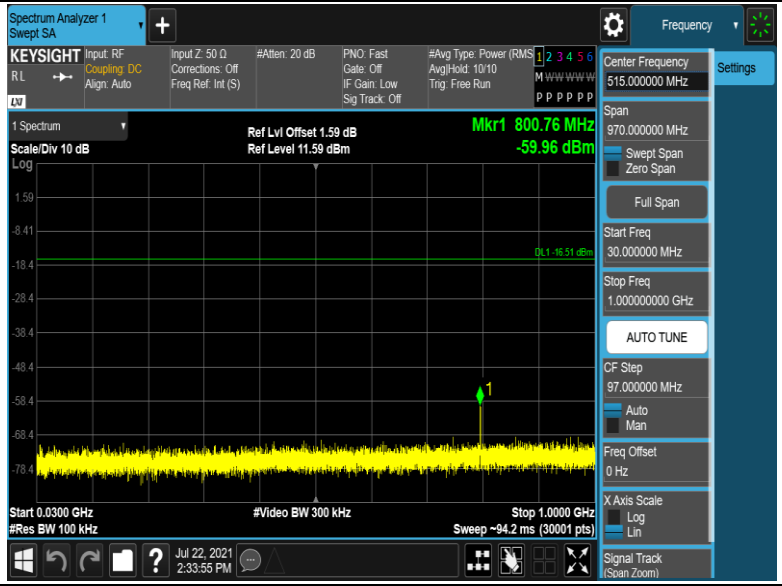 Spectrum Analyzer 1
Swept SA
+
Frequency
KEYSIGHT
RL
LXI
Input: RF
Coupling: DC
Align: Auto
Input Z: 50 Ω
Corrections: Off
Freq Ref: Int (S)
#Atten: 20 dB
PNO: Fast
Gate: Off
IF Gain: Low
Sig Track: Off
#Avg Type: Power (RMS
Avg|Hold: 10/10
Trig: Free Run
1 2 3 4 5 6
M W W W W W
P P P P P P
1 Spectrum
Ref Lvl Offset 1.59 dB
Mkr1 800.76 MHz
Scale/Div 10 dB
Ref Level 11.59 dBm
-59.96 dBm
Log
1.59
-8.41
DL1 -16.51 dBm
-18.4
-28.4
-38.4
-48.4
1
-58.4
-68.4
-78.4
Start 0.0300 GHz
#Video BW 300 kHz
Stop 1.0000 GHz
#Res BW 100 kHz
Sweep ~94.2 ms (30001 pts)
?
Jul 22, 2021
2:33:55 PM
Center Frequency
515.000000 MHz
Settings
Span
970.000000 MHz
Swept Span
Zero Span
Full Span
Start Freq
30.000000 MHz
Stop Freq
1.000000000 GHz
AUTO TUNE
CF Step
97.000000 MHz
Auto
Man
Freq Offset
0 Hz
X Axis Scale
Log
Lin
Signal Track
(Span Zoom)